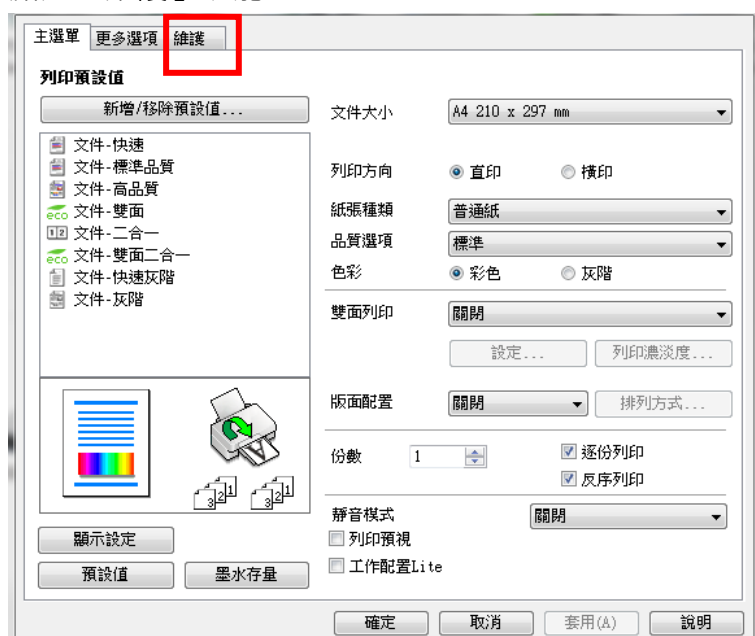 主選單 更多選項 維護
列印預設值
新增/移除預設值...
文件-快速
文件-標準品質
文件-高品質
eco 文件-雙面
12 文件-二合一
eco 文件-雙面二合一
文件-快速灰階
文件-灰階
321 321
顯示設定
預設值 墨水存量
文件大小 A4 210 x 297 mm
列印方向 直印 橫印
紙張種類 普通紙
品質選項 標準
色彩 彩色 灰階
雙面列印 關閉
設定... 列印濃淡度...
版面配置 關閉 排列方式...
份數 1 逐份列印
反序列印
靜音模式 關閉
列印預視
工作配置Lite
確定 取消 套用(A) 說明